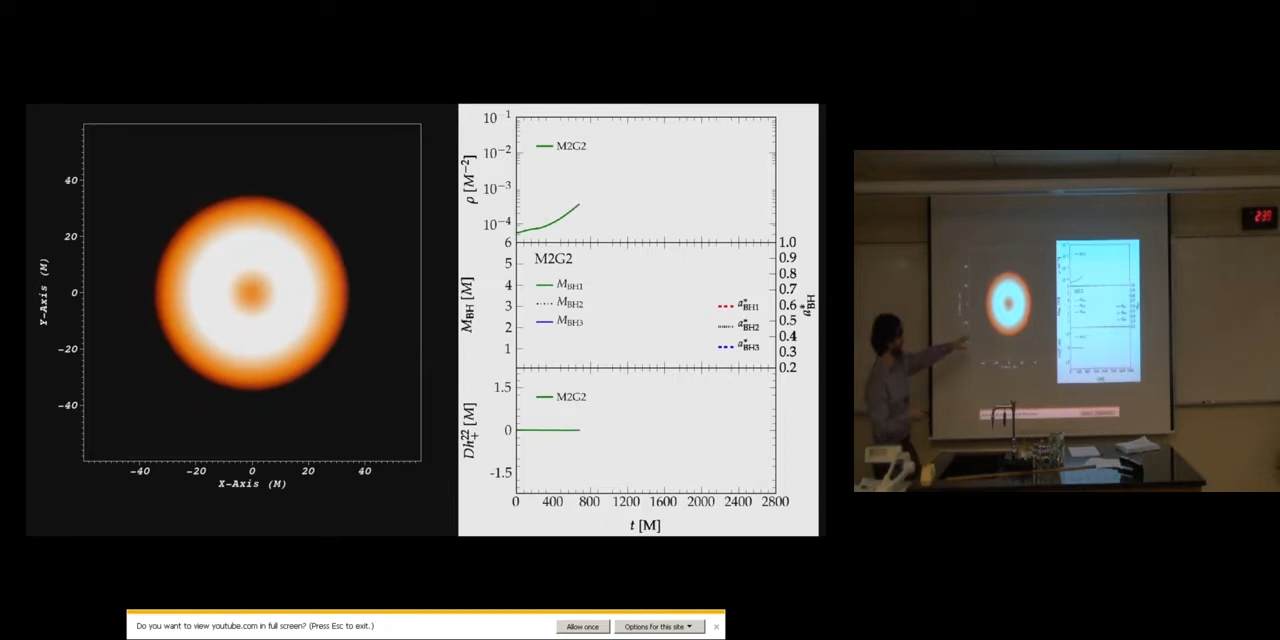 40
20
0
-20
-40
Y-Axis (M)
-40 -20 0 20 40
X-Axis (M)
10⁻¹
10⁻²
10⁻³
10⁻⁴
ρ [M⁻²]
M2G2
6
5
4
3
2
1
M_BH [M]
M2G2
M_BH1
M_BH2
M_BH3
a*_BH1
a*_BH2
a*_BH3
1.0
0.9
0.8
0.7
0.6
0.5
0.4
0.3
0.2
a*_BH
1.5
0
-1.5
Dh₊²² [M]
M2G2
0 400 800 1200 1600 2000 2400 2800
t [M]
2:39
Do you want to view youtube.com in full screen? (Press Esc to exit.)
Allow once
Options for this site